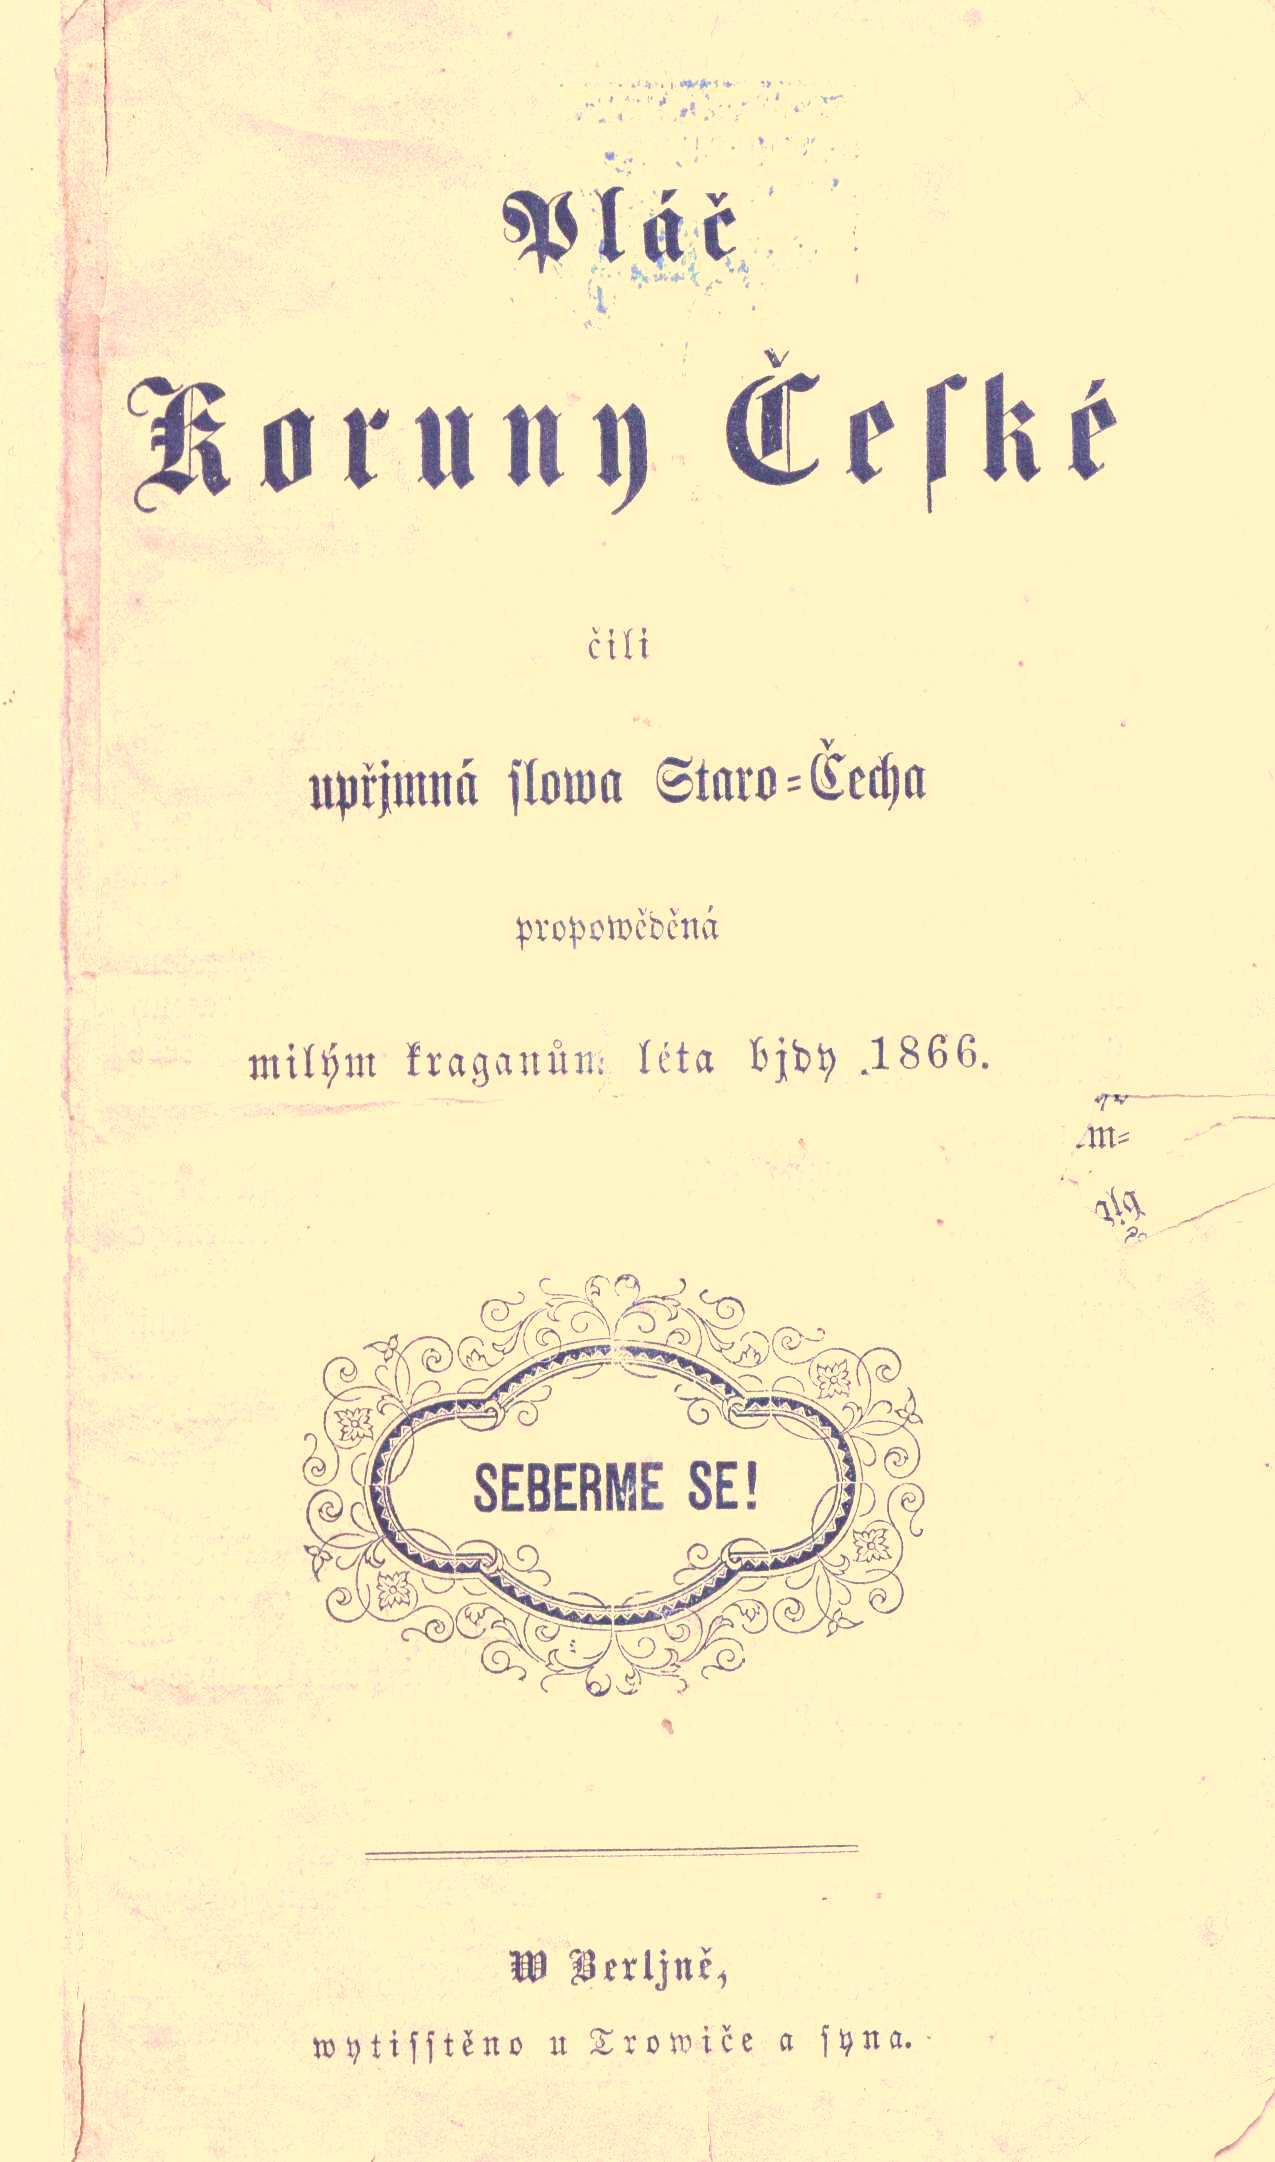 Pláč
Koruny České
čili
upřjmná slowa Staro-Čecha
propowěděná
milým kraganům léta bjdy 1866.
SEBERME SE!
W Berljně,
wytisstěno u Trowiče a syna.